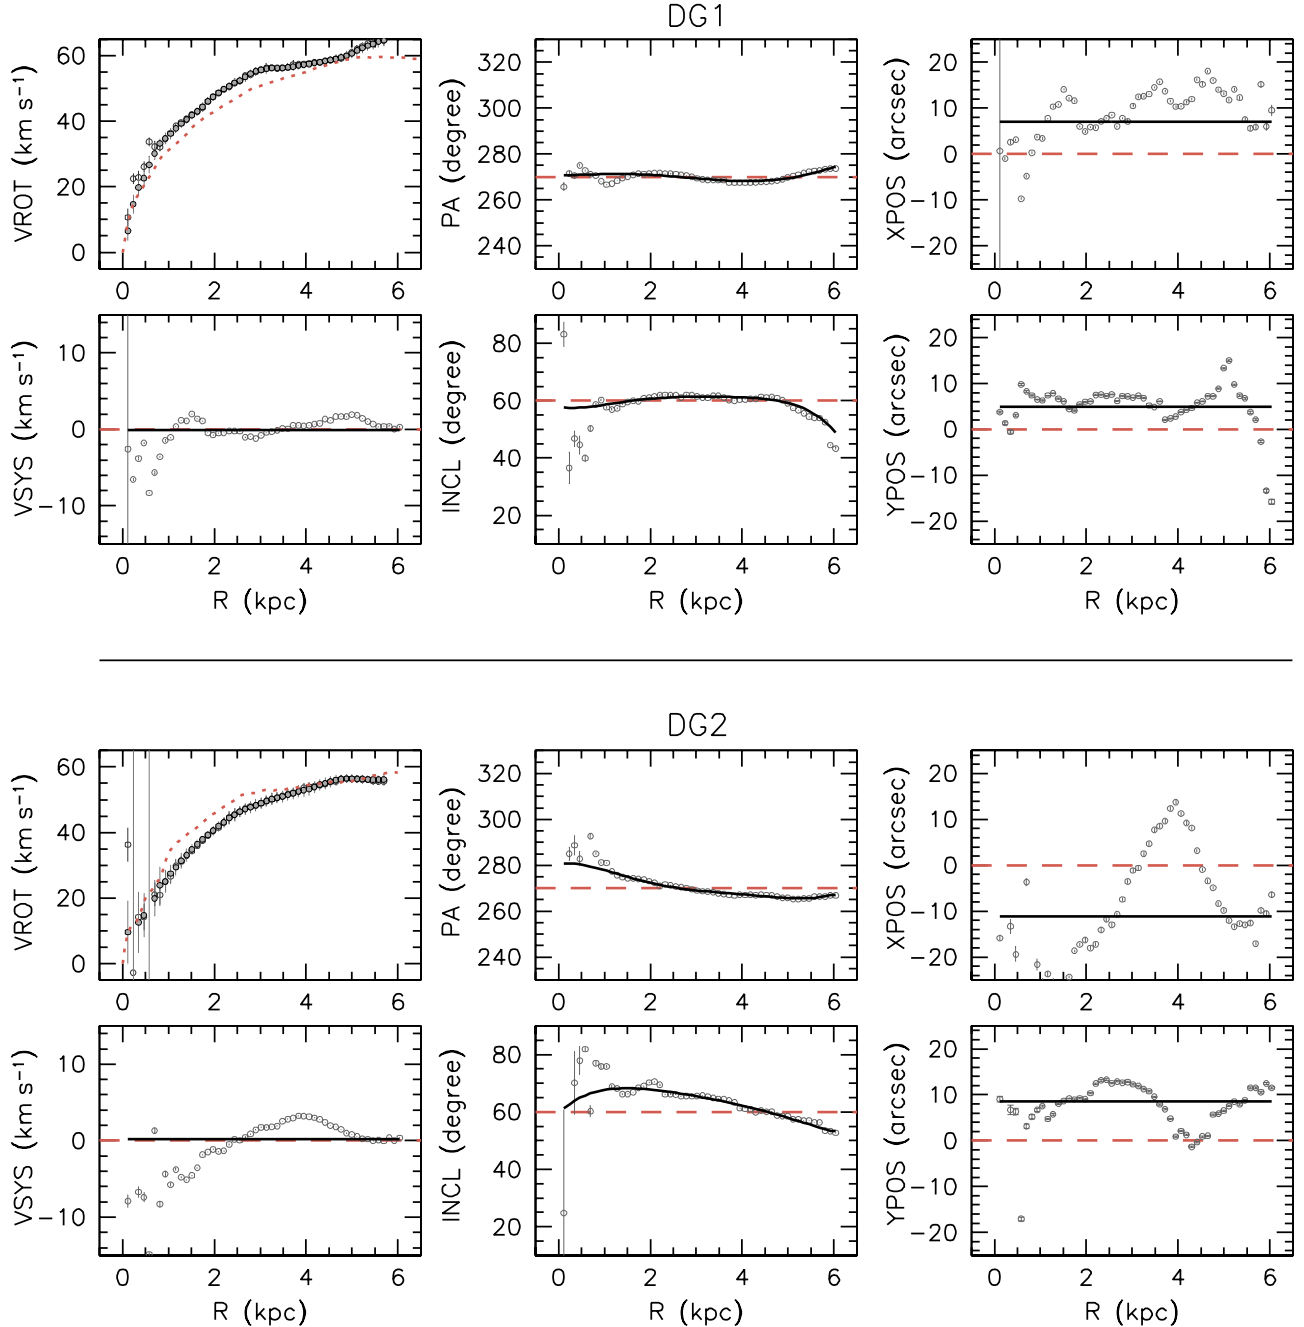 DG1
VROT (km s⁻¹)
60
40
20
0
0 2 4 6
PA (degree)
320
300
280
260
240
0 2 4 6
XPOS (arcsec)
20
10
0
−10
−20
0 2 4 6
VSYS (km s⁻¹)
10
0
−10
0 2 4 6
R (kpc)
INCL (degree)
80
60
40
20
0 2 4 6
R (kpc)
YPOS (arcsec)
20
10
0
−10
−20
0 2 4 6
R (kpc)
DG2
VROT (km s⁻¹)
60
40
20
0
0 2 4 6
PA (degree)
320
300
280
260
240
0 2 4 6
XPOS (arcsec)
20
10
0
−10
−20
0 2 4 6
VSYS (km s⁻¹)
10
0
−10
0 2 4 6
R (kpc)
INCL (degree)
80
60
40
20
0 2 4 6
R (kpc)
YPOS (arcsec)
20
10
0
−10
−20
0 2 4 6
R (kpc)